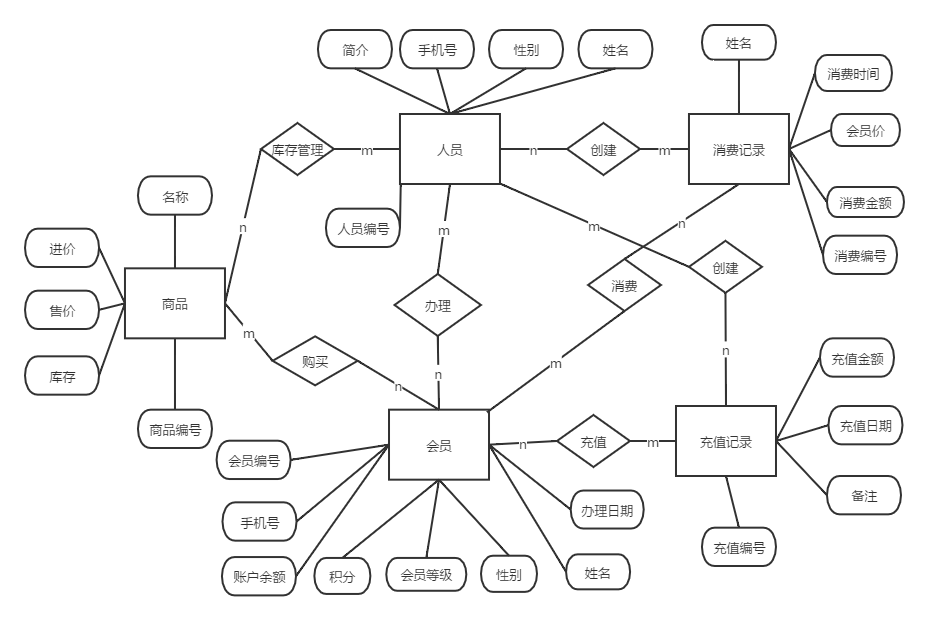 简介
手机号
性别
姓名
姓名
消费时间
库存管理
m
人员
n
创建
m
消费记录
会员价
名称
人员编号
消费金额
n
m
m
n
消费编号
进价
商品
售价
库存
商品编号
办理
消费
创建
m
购买
n
n
m
n
充值金额
会员编号
会员
n
充值
m
充值记录
充值日期
手机号
办理日期
备注
账户余额
积分
会员等级
性别
姓名
充值编号